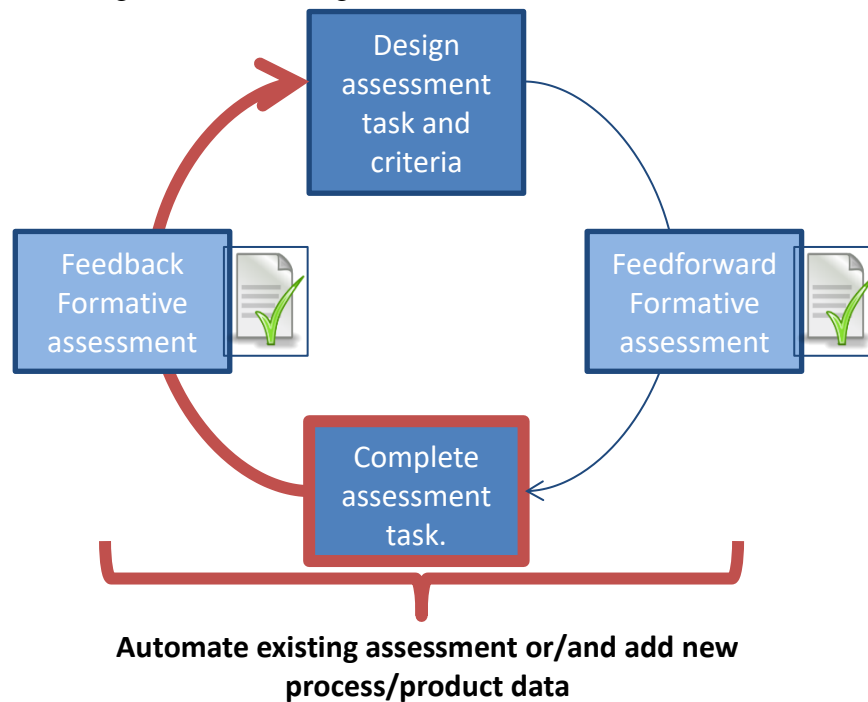 Design
assessment
task and
criteria
Feedback
Formative
assessment
Feedforward
Formative
assessment
Complete
assessment
task.
Automate existing assessment or/and add new
process/product data